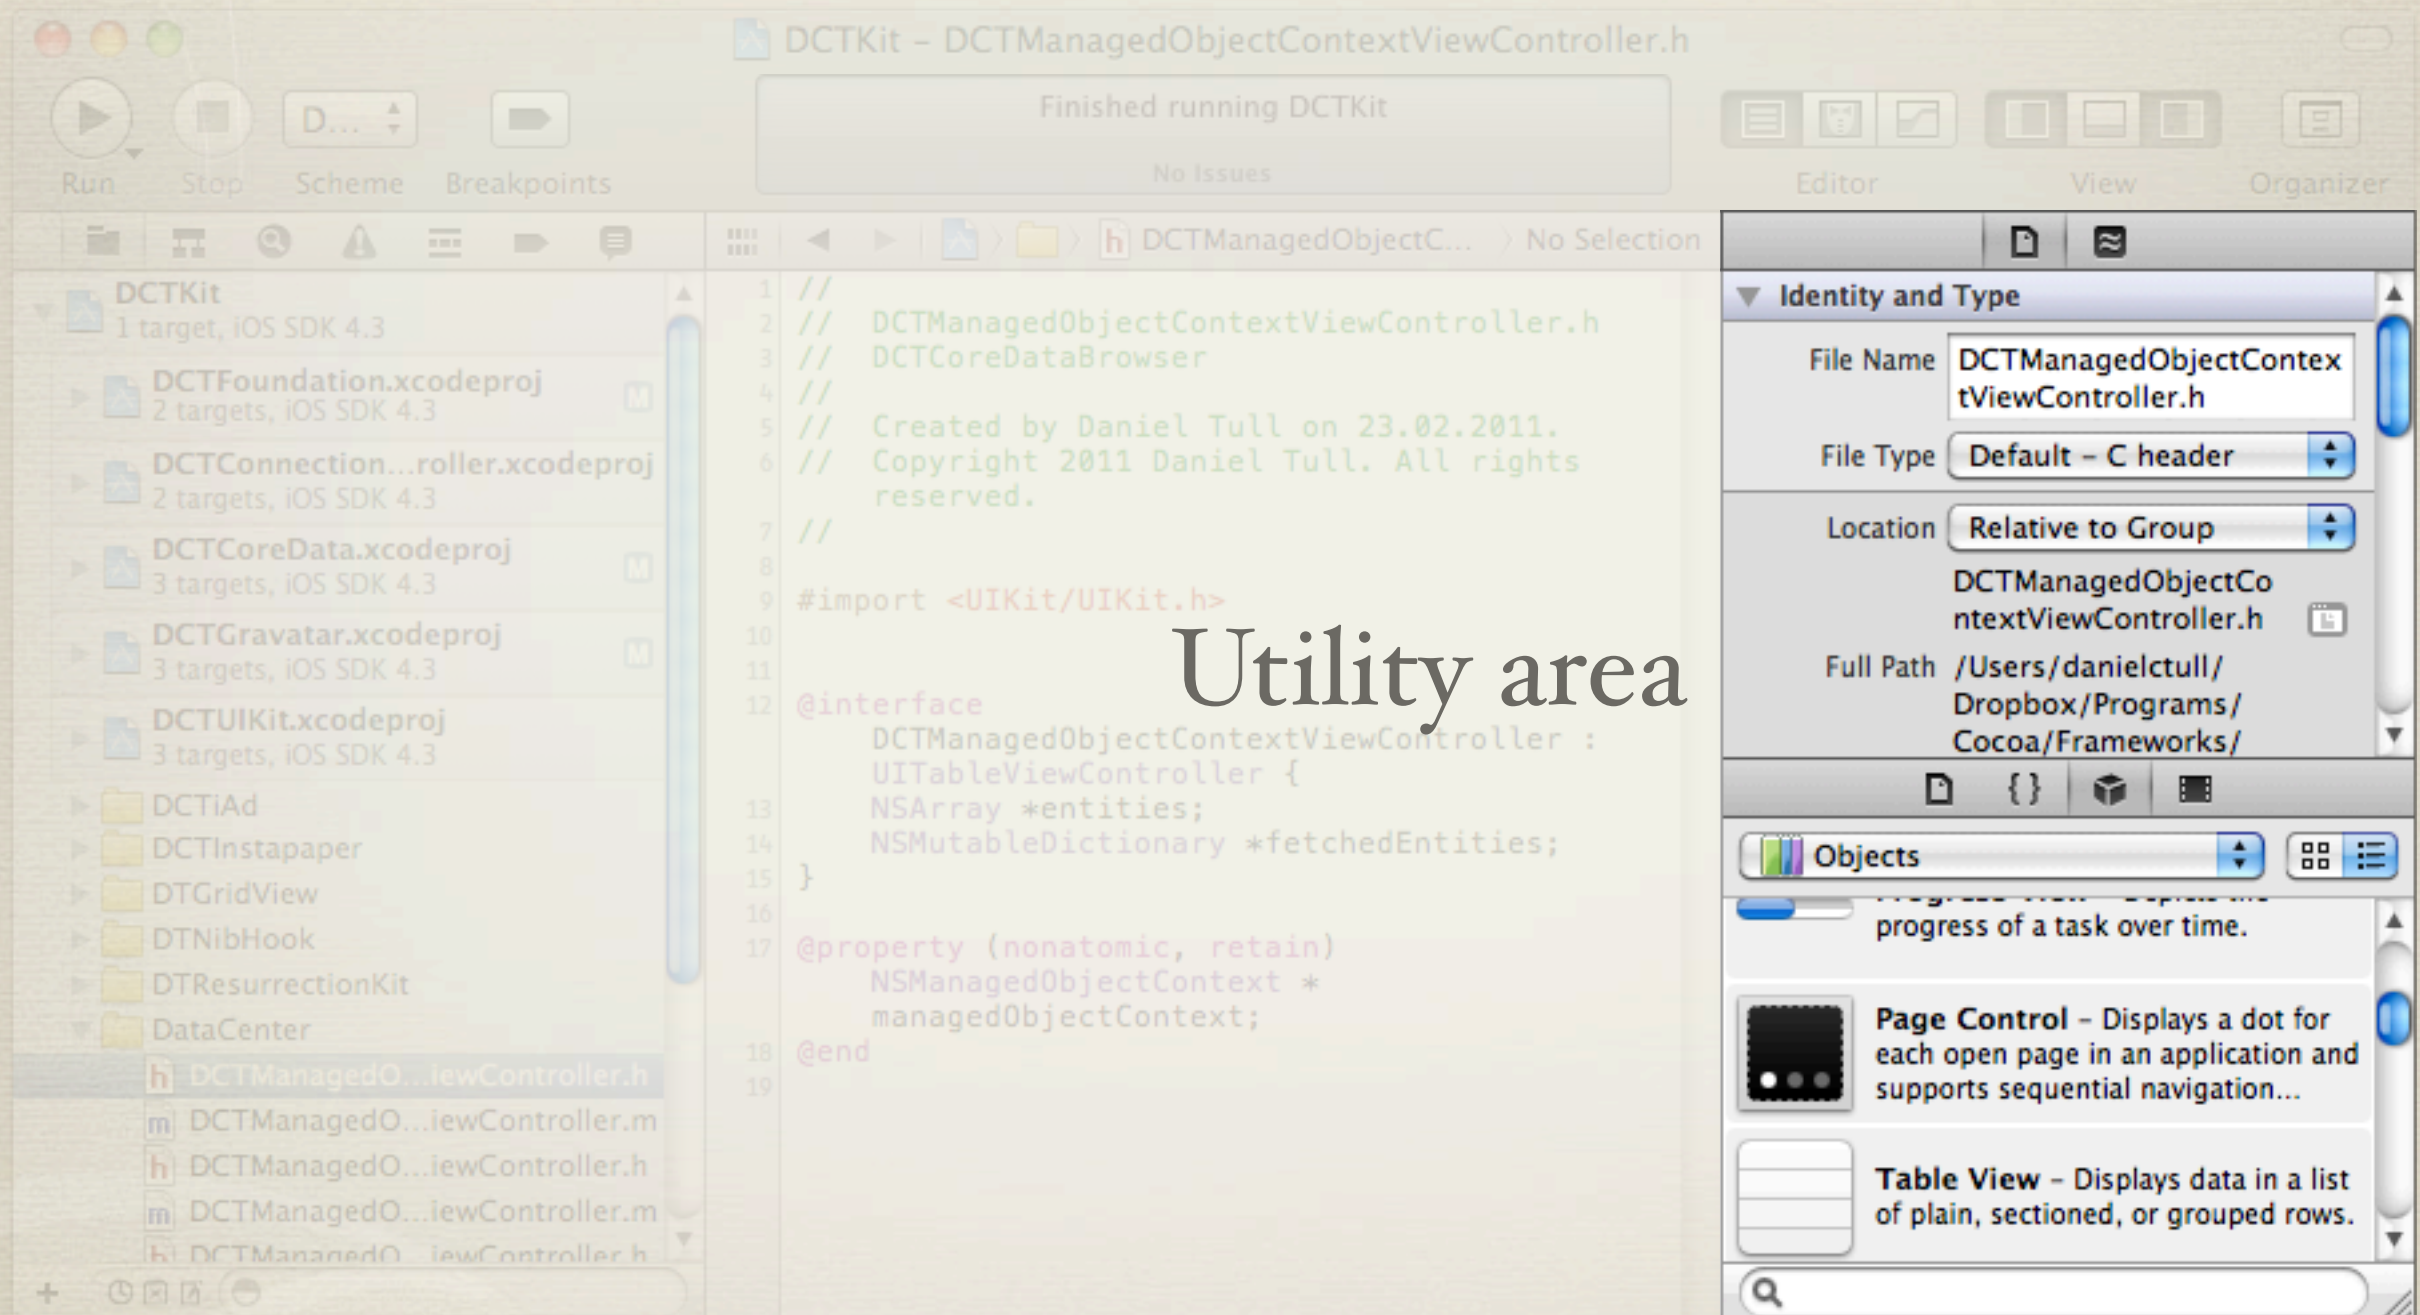 DCTKit – DCTManagedObjectContextViewController.h
D...
Finished running DCTKit
No Issues
Run Stop Scheme Breakpoints
Editor View Organizer
DCTManagedObjectC... No Selection
DCTKit
1 target, iOS SDK 4.3
DCTFoundation.xcodeproj
2 targets, iOS SDK 4.3
M
DCTConnection...roller.xcodeproj
2 targets, iOS SDK 4.3
DCTCoreData.xcodeproj
3 targets, iOS SDK 4.3
M
DCTGravatar.xcodeproj
3 targets, iOS SDK 4.3
M
DCTUIKit.xcodeproj
3 targets, iOS SDK 4.3
DCTiAd
DCTInstapaper
DTGridView
DTNibHook
DTResurrectionKit
DataCenter
h DCTManagedO...iewController.h
m DCTManagedO...iewController.m
h DCTManagedO...iewController.h
m DCTManagedO...iewController.m
h DCTManagedO...iewController.h
1 //
2 // DCTManagedObjectContextViewController.h
3 // DCTCoreDataBrowser
4 //
5 // Created by Daniel Tull on 23.02.2011.
6 // Copyright 2011 Daniel Tull. All rights
reserved.
7 //
8
9 #import <UIKit/UIKit.h>
10
11
12 @interface
DCTManagedObjectContextViewController :
UITableViewController {
13 NSArray *entities;
14 NSMutableDictionary *fetchedEntities;
15 }
16
17 @property (nonatomic, retain)
NSManagedObjectContext *
managedObjectContext;
18 @end
19
Utility area
Identity and Type
File Name DCTManagedObjectContex
tViewController.h
File Type Default – C header
Location Relative to Group
DCTManagedObjectCo
ntextViewController.h
Full Path /Users/danielctull/
Dropbox/Programs/
Cocoa/Frameworks/
{}
Objects
progress of a task over time.
Page Control – Displays a dot for
each open page in an application and
supports sequential navigation...
Table View – Displays data in a list
of plain, sectioned, or grouped rows.